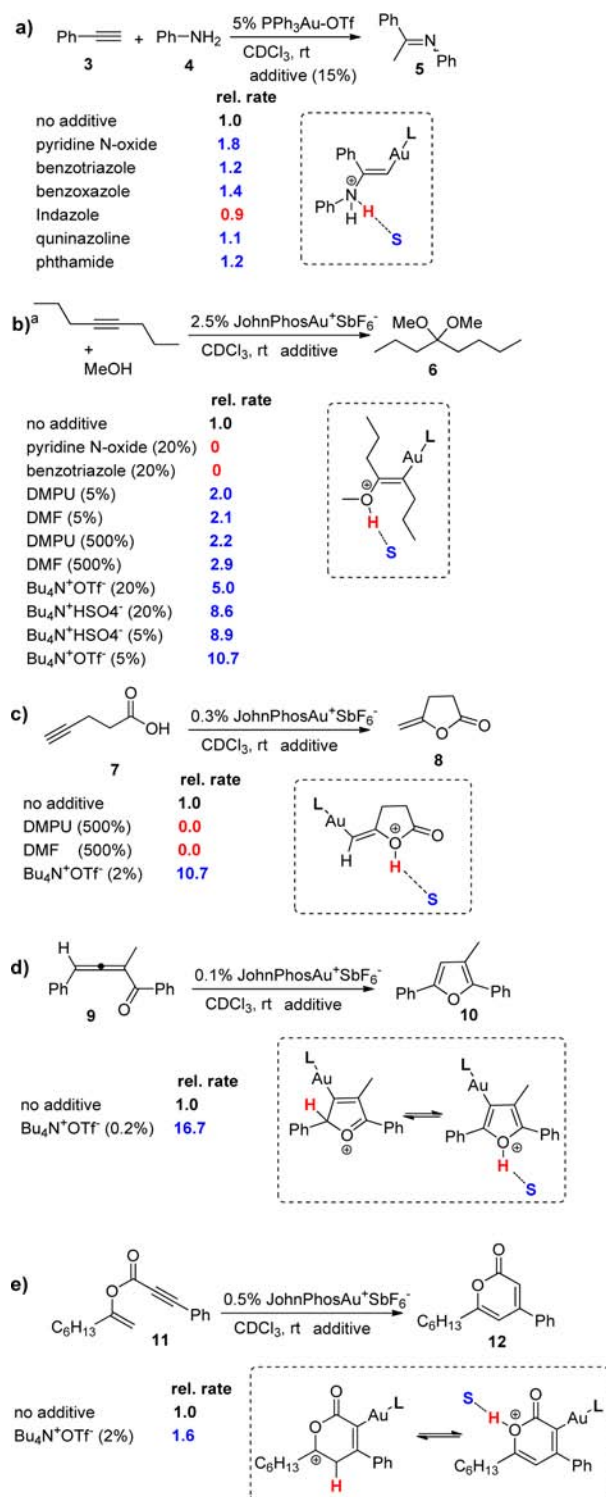 a)
Ph + Ph-NH2 5% PPh3Au-OTf Ph N Ph
3 4 CDCl3, rt 5
additive (15%)
rel. rate
no additive 1.0
pyridine N-oxide 1.8
benzotriazole 1.2
benzoxazole 1.4
Indazole 0.9
quninazoline 1.1
phthamide 1.2
L
Au
Ph
⊕
Ph N H
H
S
b)a
+
MeOH
2.5% JohnPhosAu+SbF6-
CDCl3, rt additive
MeO OMe
6
rel. rate
no additive 1.0
pyridine N-oxide (20%) 0
benzotriazole (20%) 0
DMPU (5%) 2.0
DMF (5%) 2.1
DMPU (500%) 2.2
DMF (500%) 2.9
Bu4N+OTf- (20%) 5.0
Bu4N+HSO4- (20%) 8.6
Bu4N+HSO4- (5%) 8.9
Bu4N+OTf- (5%) 10.7
L
Au
⊕
O
H
S
c)
O
OH
7
0.3% JohnPhosAu+SbF6-
CDCl3, rt additive
O O
8
rel. rate
no additive 1.0
DMPU (500%) 0.0
DMF (500%) 0.0
Bu4N+OTf- (2%) 10.7
L
Au
⊕ O
H O
H
S
d)
H
Ph Ph
O
9
0.1% JohnPhosAu+SbF6-
CDCl3, rt additive
Ph O Ph
10
rel. rate
no additive 1.0
Bu4N+OTf- (0.2%) 16.7
L
Au
H
Ph O Ph
⊕
L
Au
Ph O Ph
H ⊕
S
e)
O
O
C6H13 Ph
11
0.5% JohnPhosAu+SbF6-
CDCl3, rt additive
O
O
C6H13 Ph
12
rel. rate
no additive 1.0
Bu4N+OTf- (2%) 1.6
O L
O Au
C6H13 ⊕ Ph
H
S O L
H ⊕ O Au
C6H13 Ph